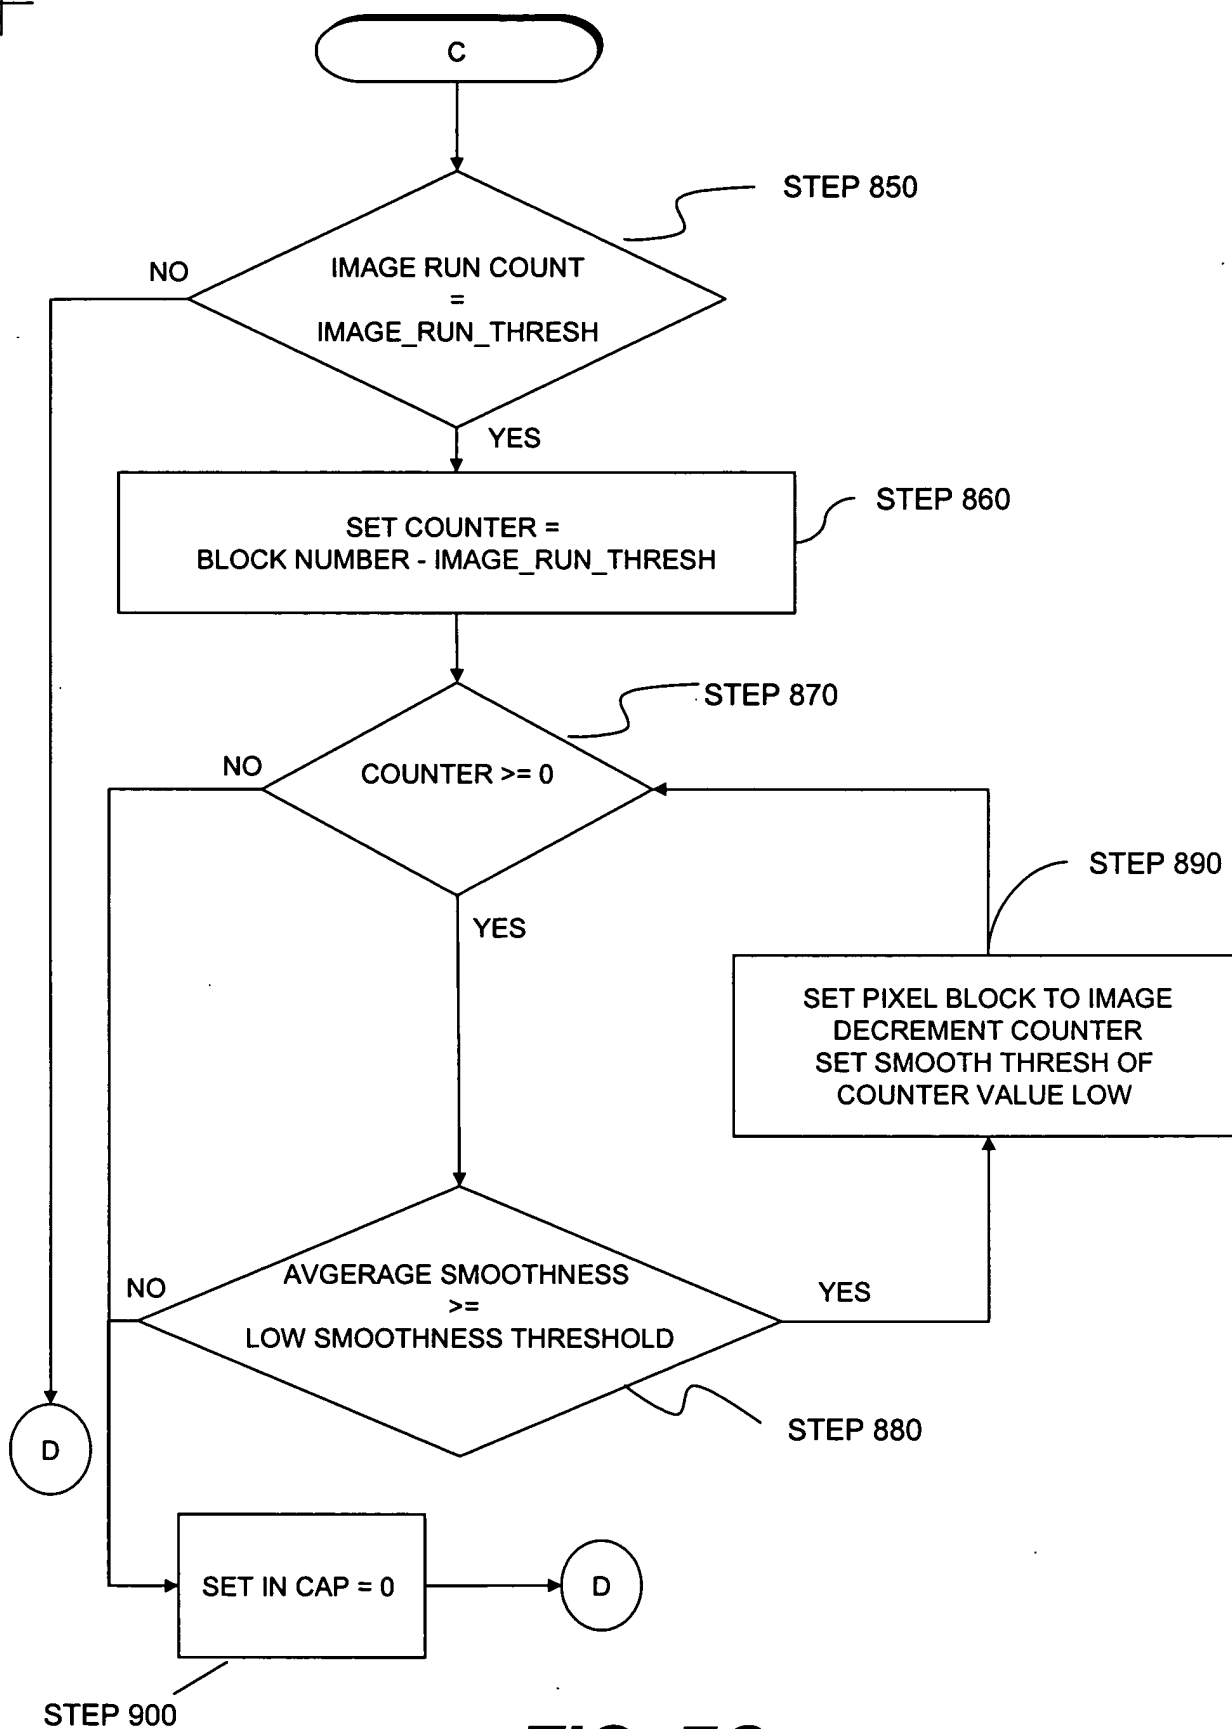 C
STEP 850
NO
IMAGE RUN COUNT
=
IMAGE_RUN_THRESH
YES
STEP 860
SET COUNTER =
BLOCK NUMBER - IMAGE_RUN_THRESH
STEP 870
NO
COUNTER >= 0
STEP 890
YES
SET PIXEL BLOCK TO IMAGE
DECREMENT COUNTER
SET SMOOTH THRESH OF
COUNTER VALUE LOW
NO
AVGERAGE SMOOTHNESS
>=
LOW SMOOTHNESS THRESHOLD
YES
STEP 880
D
SET IN CAP = 0
D
STEP 900